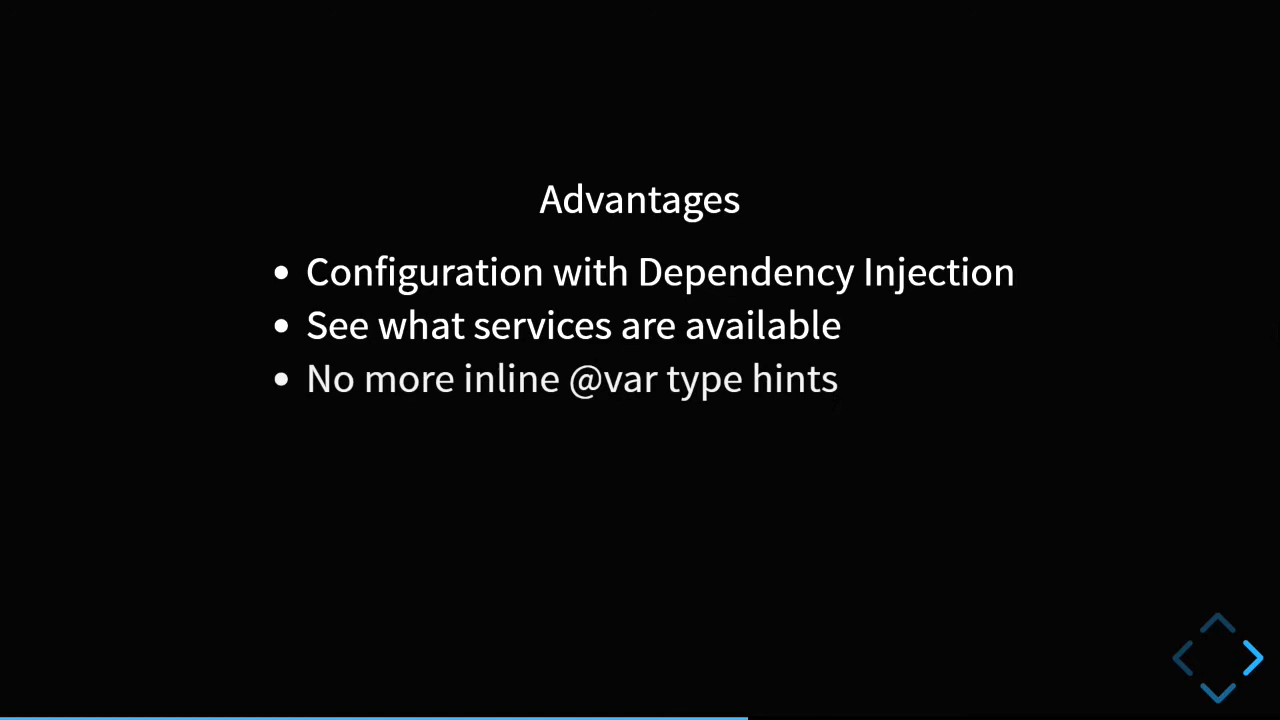 Advantages
• Configuration with Dependency Injection
• See what services are available
• No more inline @var type hints